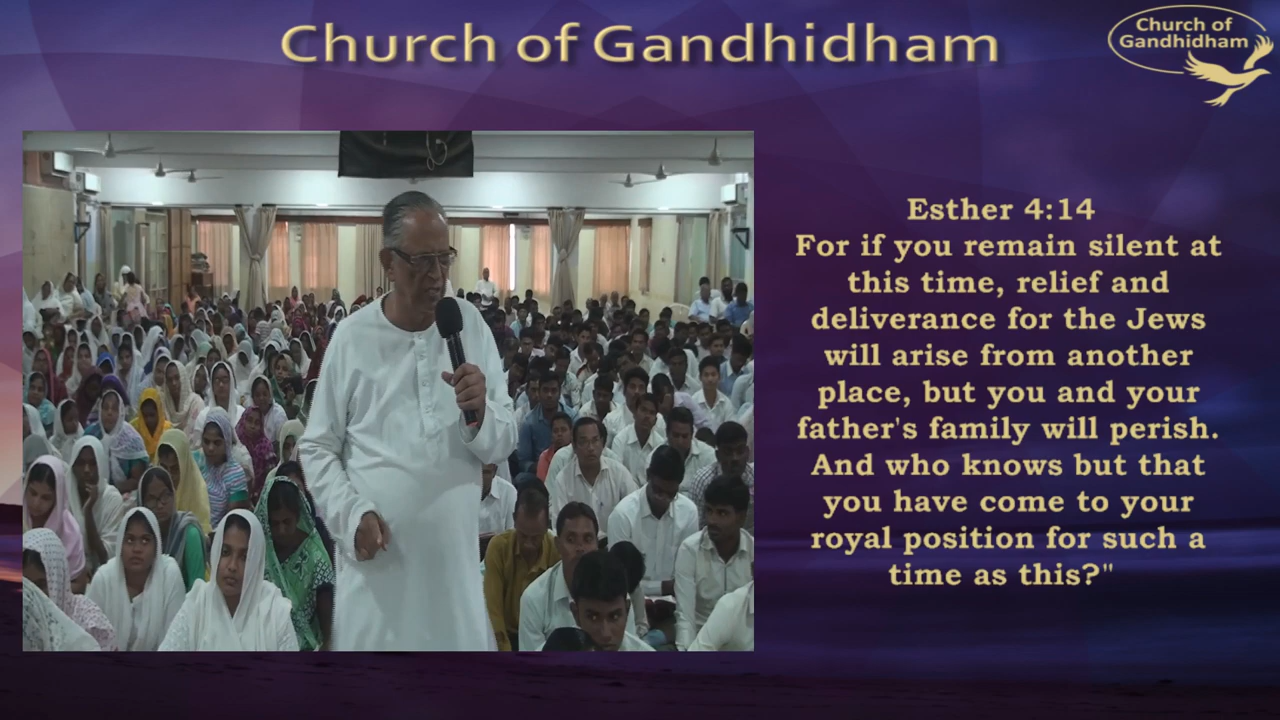 Church of Gandhidham
Church of
Gandhidham
Esther 4:14
For if you remain silent at
this time, relief and
deliverance for the Jews
will arise from another
place, but you and your
father's family will perish.
And who knows but that
you have come to your
royal position for such a
time as this?"